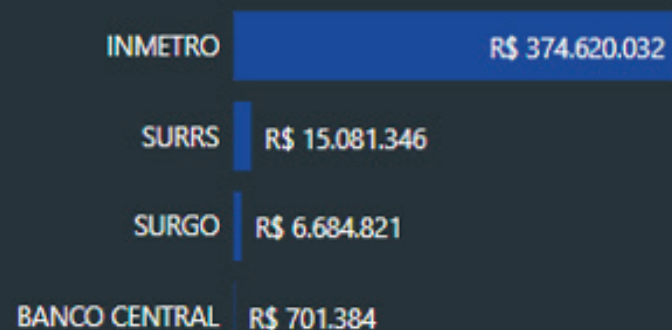 INMETRO R$ 374.620.032
SURRS R$ 15.081.346
SURGO R$ 6.684.821
BANCO CENTRAL R$ 701.384